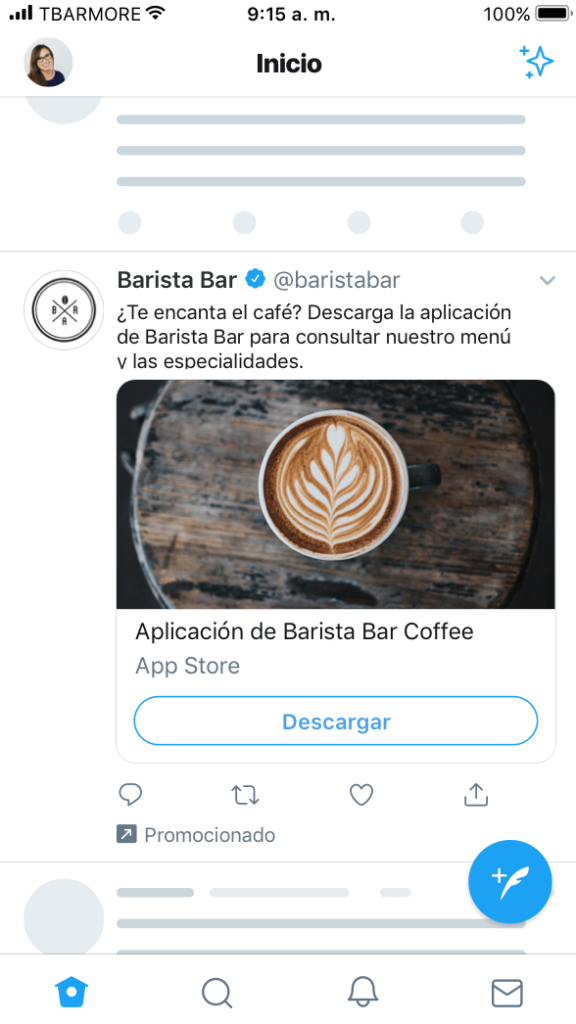 TBARMORE 9:15 a. m. 100%
Inicio
Barista Bar @baristabar
¿Te encanta el café? Descarga la aplicación
de Barista Bar para consultar nuestro menú
y las especialidades.
B A R
A
Aplicación de Barista Bar Coffee
App Store
Descargar
Promocionado